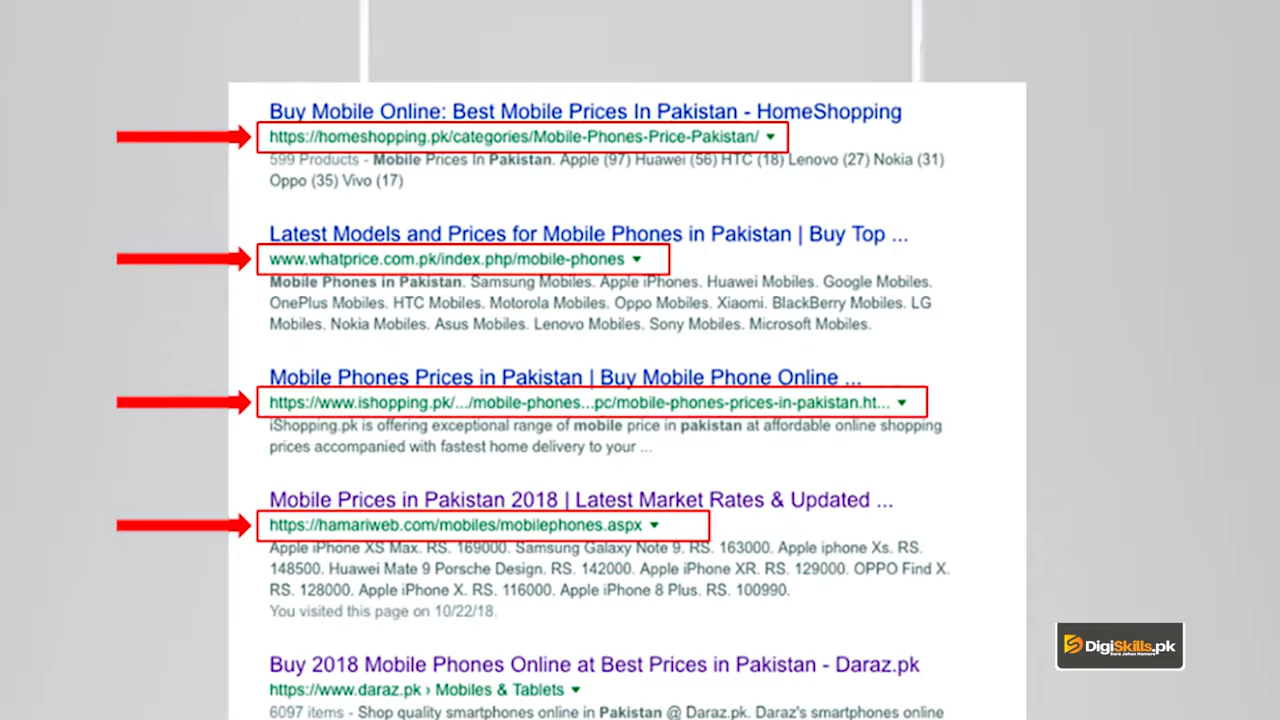 Buy Mobile Online: Best Mobile Prices In Pakistan - HomeShopping
https://homeshopping.pk/categories/Mobile-Phones-Price-Pakistan/
599 Products - Mobile Prices In Pakistan. Apple (97) Huawei (56) HTC (18) Lenovo (27) Nokia (31)
Oppo (35) Vivo (17)
Latest Models and Prices for Mobile Phones in Pakistan | Buy Top ...
www.whatprice.com.pk/index.php/mobile-phones
Mobile Phones in Pakistan. Samsung Mobiles. Apple iPhones. Huawei Mobiles. Google Mobiles.
OnePlus Mobiles. HTC Mobiles. Motorola Mobiles. Oppo Mobiles. Xiaomi. BlackBerry Mobiles. LG
Mobiles. Nokia Mobiles. Asus Mobiles. Lenovo Mobiles. Sony Mobiles. Microsoft Mobiles.
Mobile Phones Prices in Pakistan | Buy Mobile Phone Online ...
https://www.ishopping.pk/.../mobile-phones...pc/mobile-phones-prices-in-pakistan.ht...
iShopping.pk is offering exceptional range of mobile price in pakistan at affordable online shopping
prices accompanied with fastest home delivery to your ...
Mobile Prices in Pakistan 2018 | Latest Market Rates & Updated ...
https://hamariweb.com/mobiles/mobilephones.aspx
Apple iPhone XS Max. RS. 169000. Samsung Galaxy Note 9. RS. 163000. Apple iphone Xs. RS.
148500. Huawei Mate 9 Porsche Design. RS. 142000. Apple iPhone XR. RS. 129000. OPPO Find X.
RS. 128000. Apple iPhone X. RS. 116000. Apple iPhone 8 Plus. RS. 100990.
You visited this page on 10/22/18.
Buy 2018 Mobile Phones Online at Best Prices in Pakistan - Daraz.pk
https://www.daraz.pk › Mobiles & Tablets
6097 items - Shop quality smartphones online in Pakistan @ Daraz.pk. Daraz's smartphones online
DigiSkills.pk